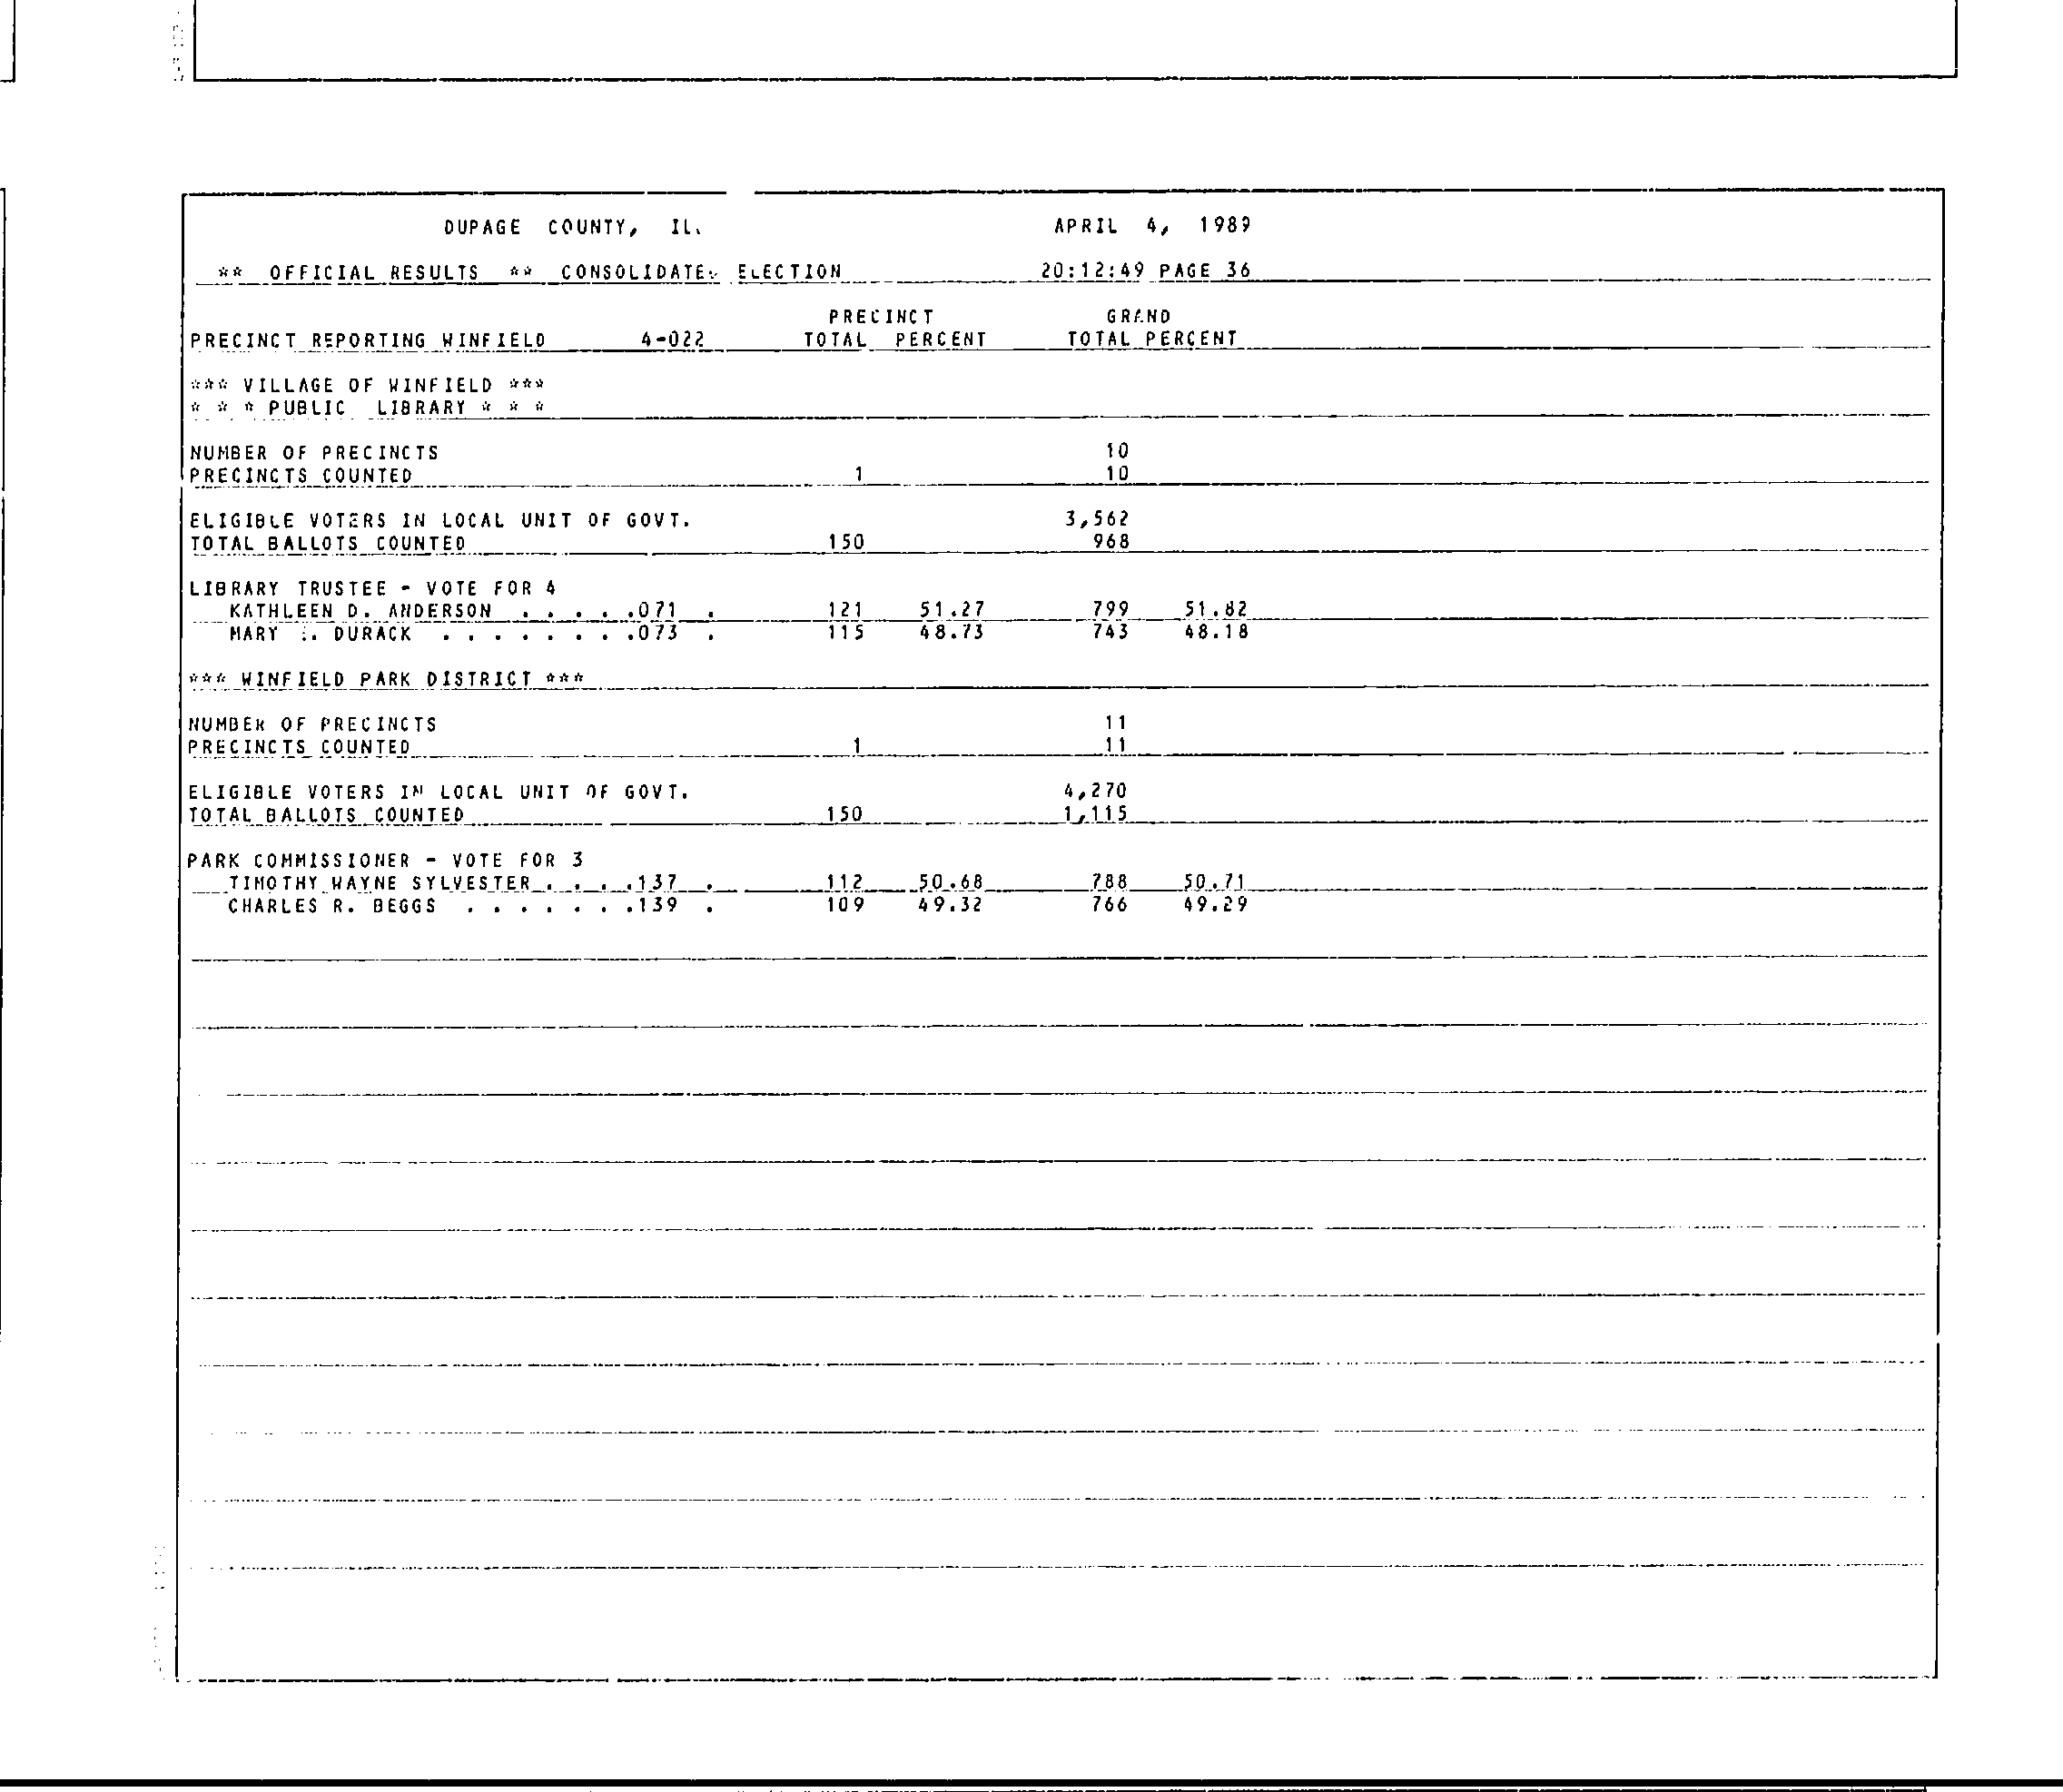 DUPAGE COUNTY, IL. APRIL 4, 1989
** OFFICIAL RESULTS ** ELECTION 20:12:49 PAGE 36
PRECINCT GRAND
PRECINCT REPORTING WINFIELD 4-022 TOTAL PERCENT TOTAL PERCENT
*** VILLAGE OF WINFIELD ***
* * * PUBLIC LIBRARY * * *
NUMBER OF PRECINCTS 10
PRECINCTS COUNTED 1 10
ELIGIBLE VOTERS IN LOCAL UNIT OF GOVT. 3,562
TOTAL BALLOTS COUNTED 150 968
LIBRARY TRUSTEE - VOTE FOR 4
KATHLEEN D. ANDERSON . . . . .071 . 121 51.27 799 51.82
MARY DURACK . . . . . . . .073 . 115 48.73 743 48.18
*** WINFIELD PARK DISTRICT ***
NUMBER OF PRECINCTS 11
PRECINCTS COUNTED 1 11
ELIGIBLE VOTERS IN LOCAL UNIT OF GOVT. 4,270
TOTAL BALLOTS COUNTED 150 1,115
PARK COMMISSIONER - VOTE FOR 3
TIMOTHY WAYNE SYLVESTER . . . .137 . 112 50.68 788 50.71
CHARLES R. BEGGS . . . . . . .139 . 109 49.32 766 49.29